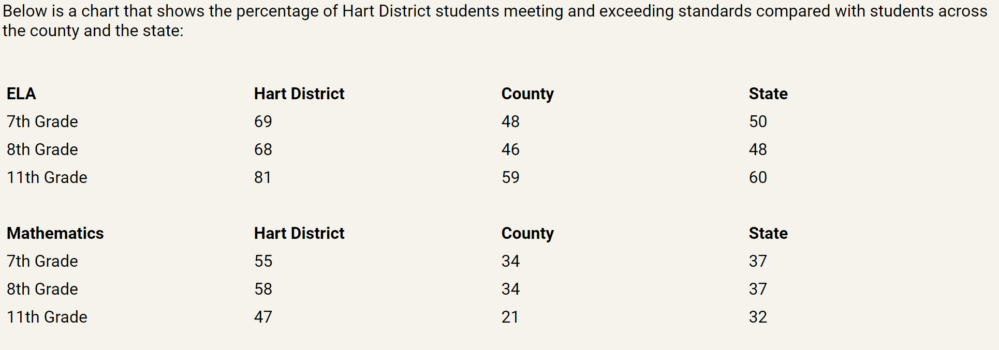 Below is a chart that shows the percentage of Hart District students meeting and exceeding standards compared with students across
the county and the state:
ELA Hart District County State
7th Grade 69 48 50
8th Grade 68 46 48
11th Grade 81 59 60
Mathematics Hart District County State
7th Grade 55 34 37
8th Grade 58 34 37
11th Grade 47 21 32